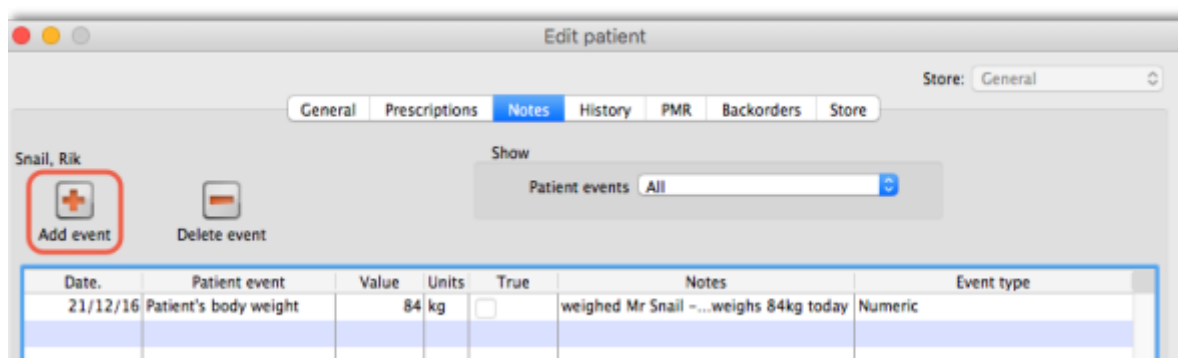 Edit patient
Store: General
General Prescriptions Notes History PMR Backorders Store
Snail, Rik
Show
Patient events All
Add event Delete event
Date. Patient event Value Units True Notes Event type
21/12/16 Patient's body weight 84 kg weighed Mr Snail –...weighs 84kg today Numeric